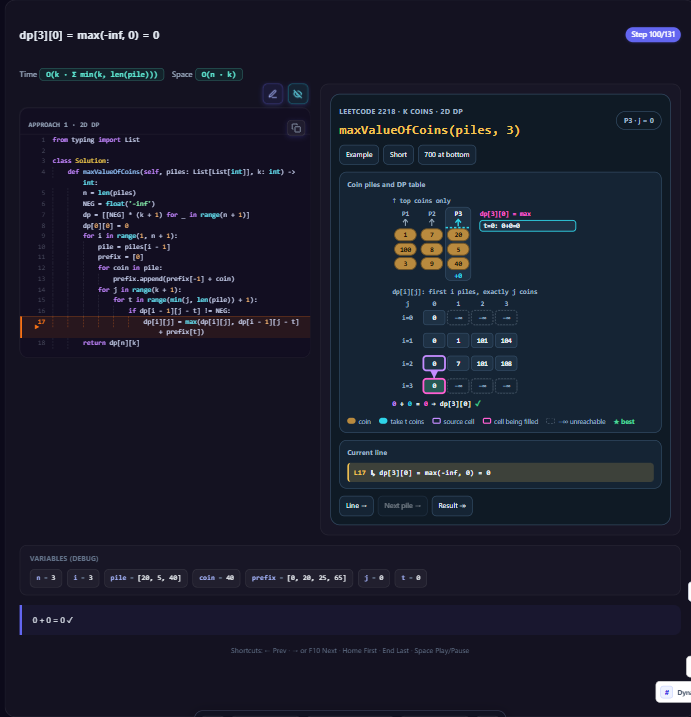 dp[3][0] = max(-inf, 0) = 0
Step 100/131
Time O(k · Σ min(k, len(pile))) Space O(n · k)
APPROACH 1 · 2D DP
1 from typing import List
2
3 class Solution:
4 def maxValueOfCoins(self, piles: List[List[int]], k: int) ->
int:
5 n = len(piles)
6 NEG = float('-inf')
7 dp = [[NEG] * (k + 1) for _ in range(n + 1)]
8 dp[0][0] = 0
9 for i in range(1, n + 1):
10 pile = piles[i - 1]
11 prefix = [0]
12 for coin in pile:
13 prefix.append(prefix[-1] + coin)
14 for j in range(k + 1):
15 for t in range(min(j, len(pile)) + 1):
16 if dp[i - 1][j - t] != NEG:
17 dp[i][j] = max(dp[i][j], dp[i - 1][j - t]
+ prefix[t])
18 return dp[n][k]
LEETCODE 2218 · K COINS · 2D DP
P3 · j = 0
maxValueOfCoins(piles, 3)
Example Short 700 at bottom
Coin piles and DP table
↑ top coins only
P1 P2 P3
dp[3][0] = max
t=0: 0+0=0
1 7 20
100 8 5
3 9 40
+0
dp[i][j]: first i piles, exactly j coins
j 0 1 2 3
i=0 0 -∞ -∞ -∞
i=1 0 1 101 104
i=2 0 7 101 108
i=3 0 -∞ -∞ -∞
0 + 0 = 0 → dp[3][0] ✓
coin take t coins source cell cell being filled −∞ unreachable ★ best
Current line
L17 dp[3][0] = max(-inf, 0) = 0
Line → Next pile → Result ↠
VARIABLES (DEBUG)
n = 3 i = 3 pile = [20, 5, 40] coin = 40 prefix = [0, 20, 25, 65] j = 0 t = 0
0 + 0 = 0 ✓
Shortcuts: ← Prev · → or F10 Next · Home First · End Last · Space Play/Pause
# Dyna